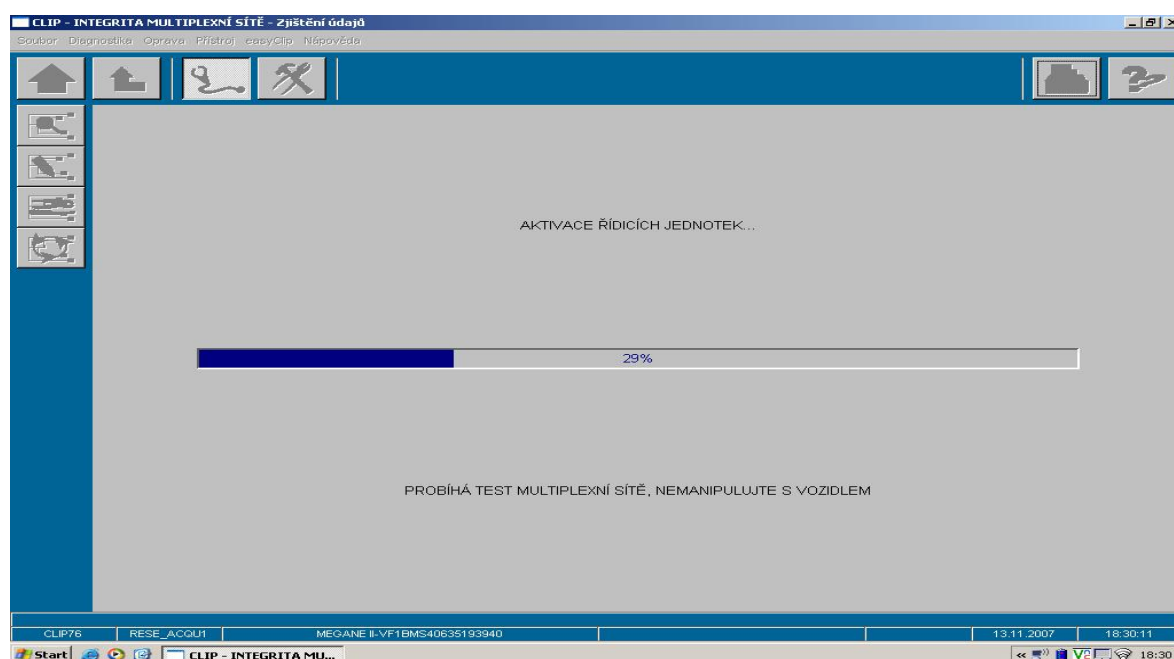 CLIP - INTEGRITA MULTIPLEXNÍ SÍTĚ - Zjištění údajů
Soubor Diagnostika Oprava Přístroj easyClip Nápověda
AKTIVACE ŘÍDICÍCH JEDNOTEK...
29%
PROBÍHÁ TEST MULTIPLEXNÍ SÍTĚ, NEMANIPULUJTE S VOZIDLEM
CLIP76 RESE_ACQU1 MEGANE II-VF1BMS40635193940 13.11.2007 18:30:11
Start CLIP - INTEGRITA MU... « V2 18:30